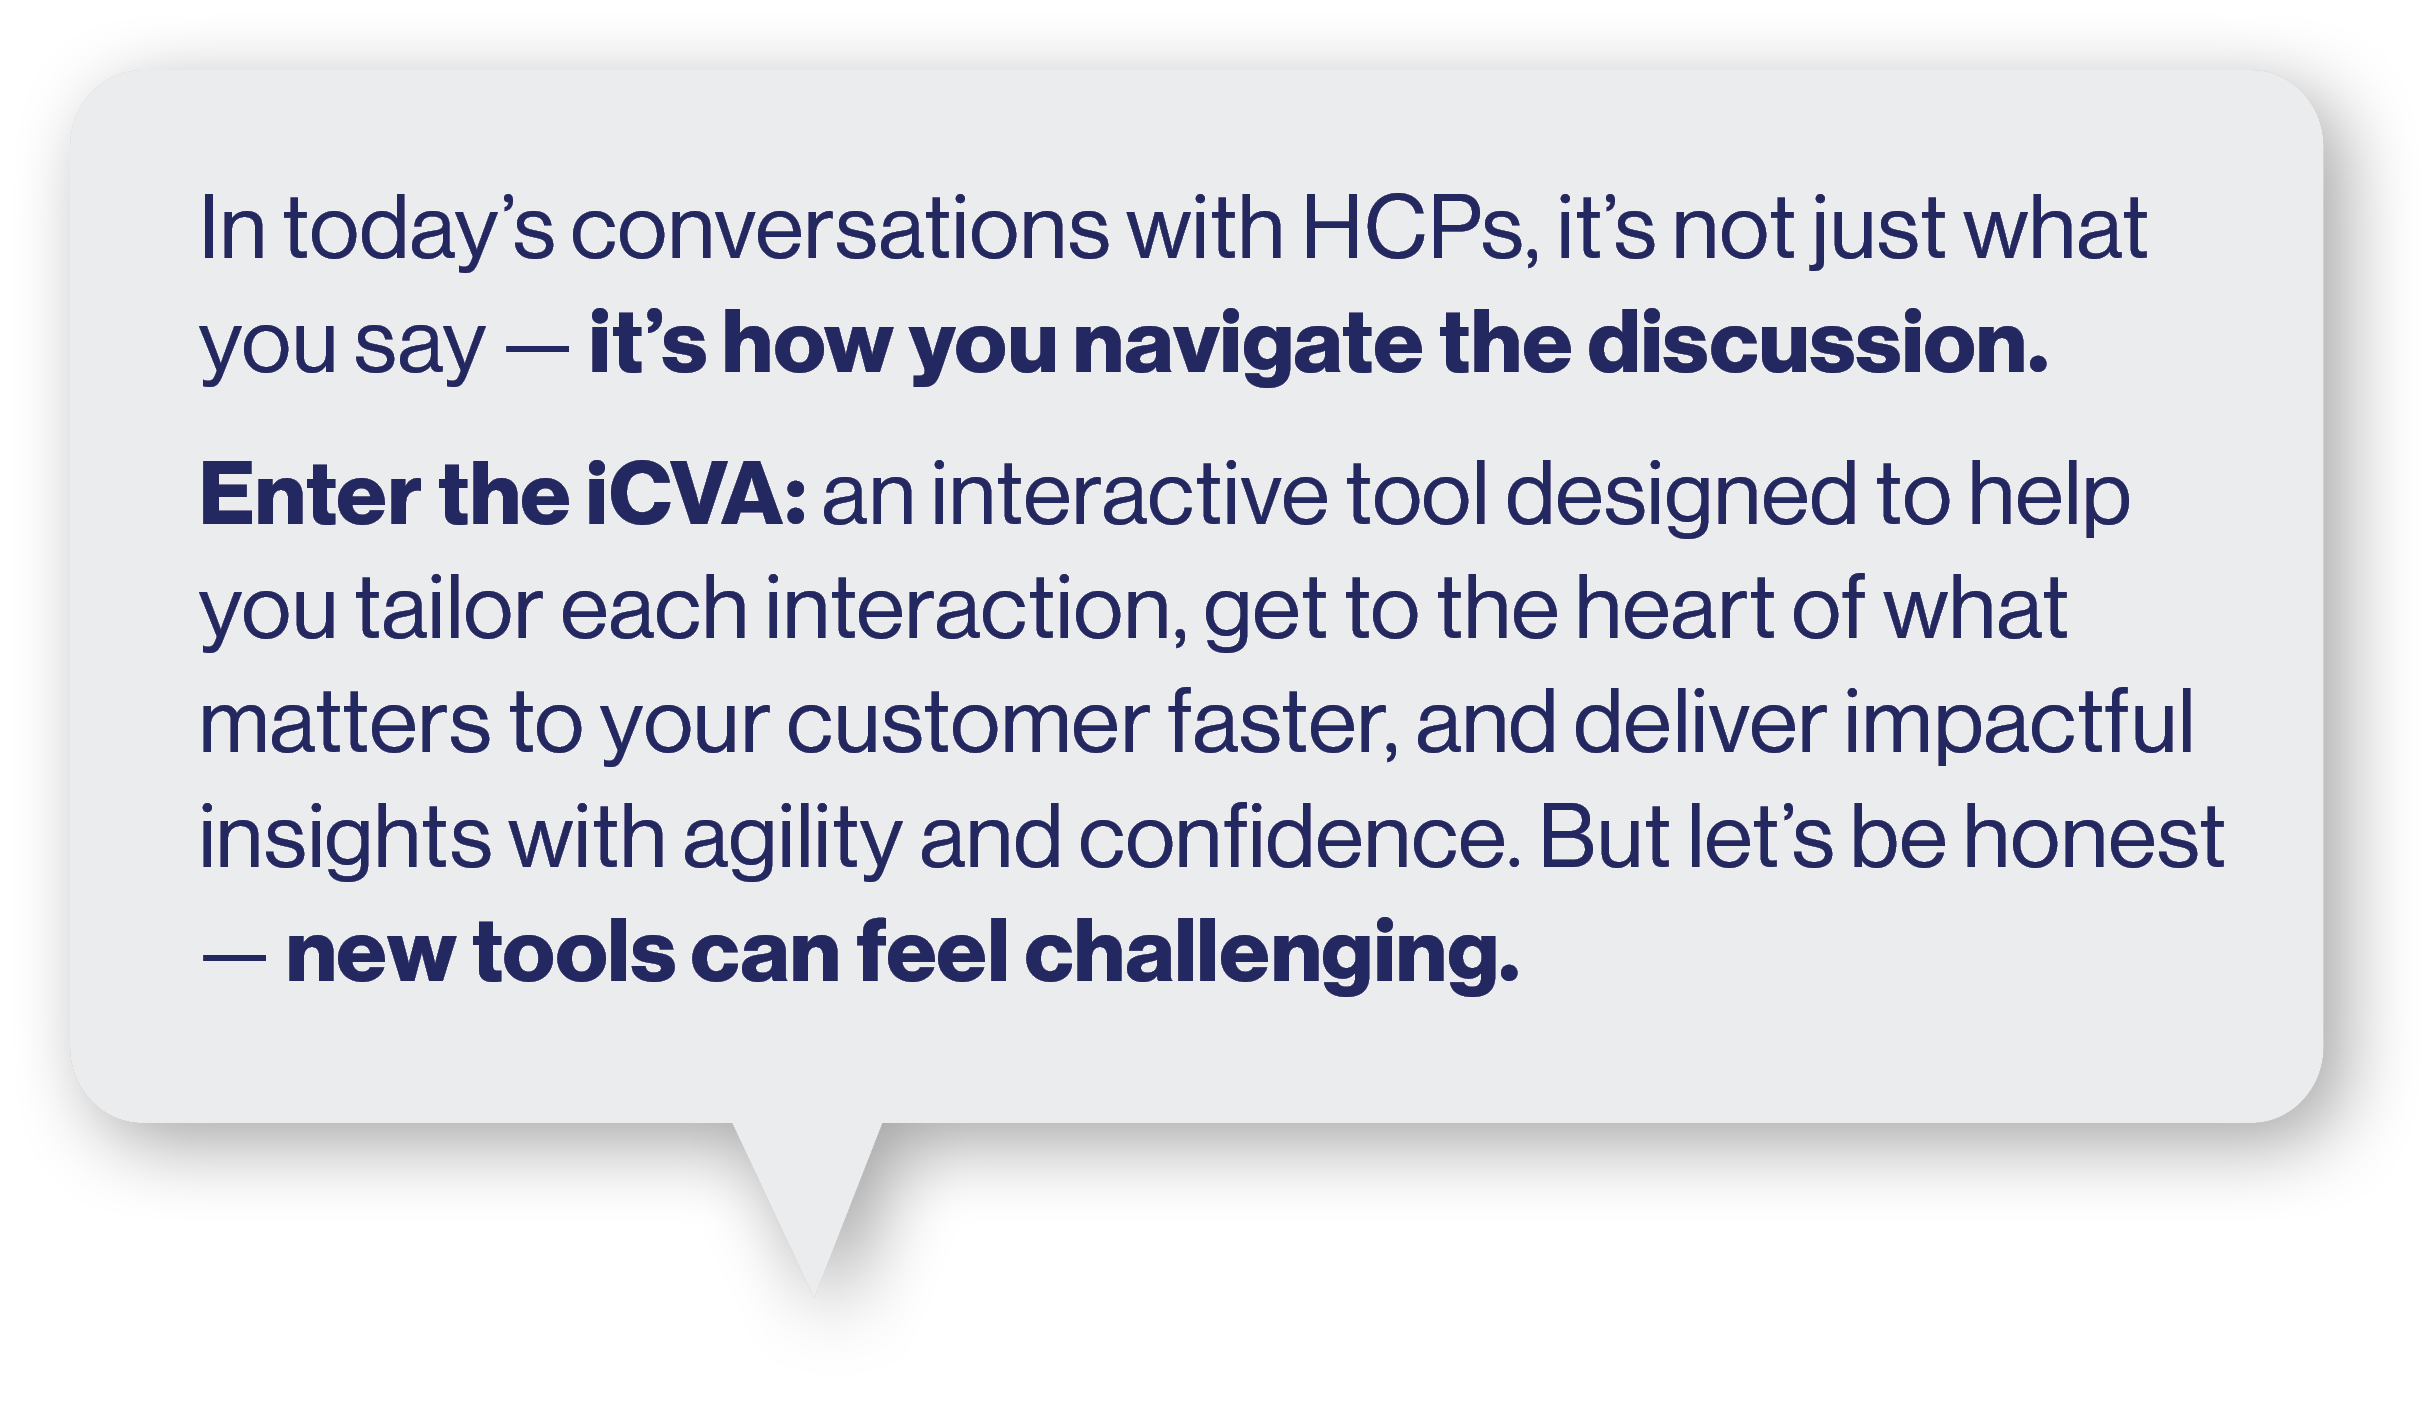 In today’s conversations with HCPs, it’s not just what
you say — it’s how you navigate the discussion.
Enter the iCVA: an interactive tool designed to help
you tailor each interaction, get to the heart of what
matters to your customer faster, and deliver impactful
insights with agility and confidence. But let’s be honest
— new tools can feel challenging.